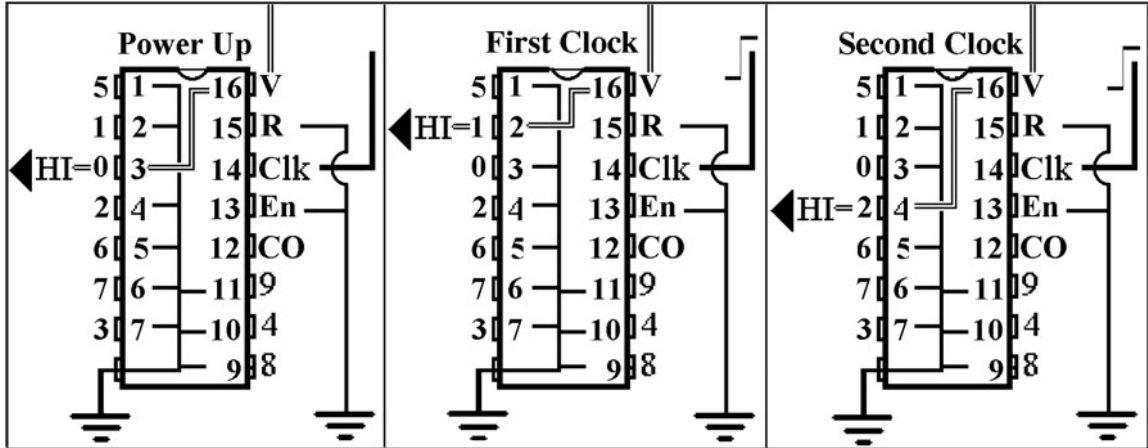 Power Up
5 1 16 V
1 2 15 R
HI 0 3 14 Clk
2 4 13 En
6 5 12 CO
7 6 11 9
3 7 10 4
9 8
First Clock
5 1 16 V
HI 1 2 15 R
0 3 14 Clk
2 4 13 En
6 5 12 CO
7 6 11 9
3 7 10 4
9 8
Second Clock
5 1 16 V
1 2 15 R
0 3 14 Clk
HI 2 4 13 En
6 5 12 CO
7 6 11 9
3 7 10 4
9 8